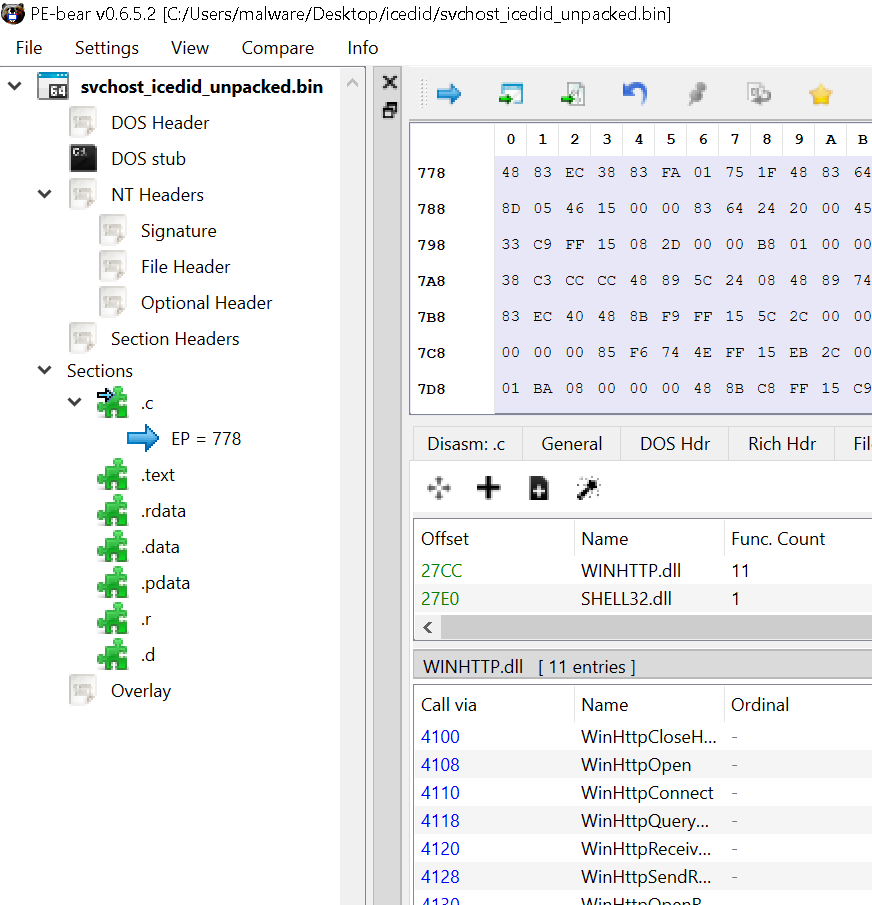 PE-bear v0.6.5.2 [C:/Users/malware/Desktop/icedid/svchost_icedid_unpacked.bin]
File Settings View Compare Info
64 svchost_icedid_unpacked.bin
DOS Header
C:\ DOS stub
NT Headers
Signature
File Header
Optional Header
Section Headers
Sections
.c
EP = 778
.text
.rdata
.data
.pdata
.r
.d
Overlay
0 1 2 3 4 5 6 7 8 9 A B
778 48 83 EC 38 83 FA 01 75 1F 48 83 64
788 8D 05 46 15 00 00 83 64 24 20 00 45
798 33 C9 FF 15 08 2D 00 00 B8 01 00 00
7A8 38 C3 CC CC 48 89 5C 24 08 48 89 74
7B8 83 EC 40 48 8B F9 FF 15 5C 2C 00 00
7C8 00 00 00 85 F6 74 4E FF 15 EB 2C 00
7D8 01 BA 08 00 00 00 48 8B C8 FF 15 C9
Disasm: .c General DOS Hdr Rich Hdr Fil
Offset Name Func. Count
27CC WINHTTP.dll 11
27E0 SHELL32.dll 1
WINHTTP.dll [ 11 entries ]
Call via Name Ordinal
4100 WinHttpCloseH... -
4108 WinHttpOpen -
4110 WinHttpConnect -
4118 WinHttpQuery... -
4120 WinHttpReceiv... -
4128 WinHttpSendR... -
4130 WinHttpOpenR... -